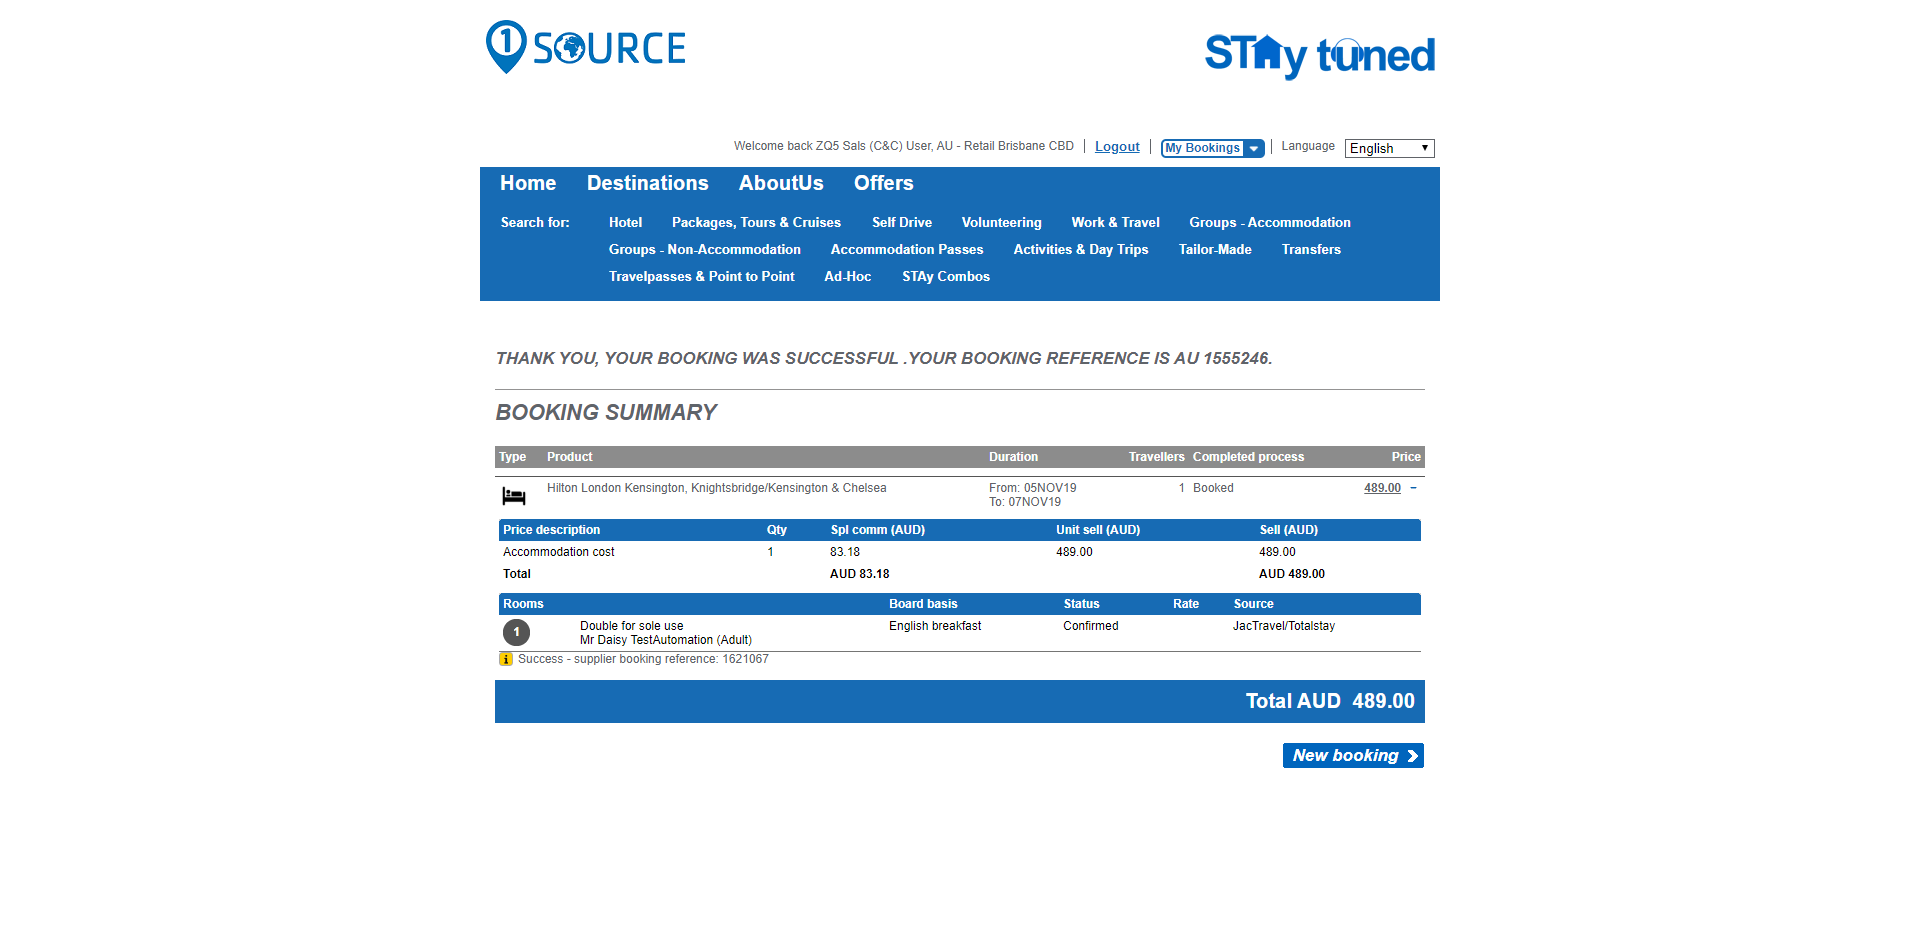 1 SOURCE
STAy tuned
Welcome back ZQ5 Sals (C&C) User, AU - Retail Brisbane CBD Logout My Bookings Language English
Home Destinations AboutUs Offers
Search for: Hotel Packages, Tours & Cruises Self Drive Volunteering Work & Travel Groups - Accommodation
Groups - Non-Accommodation Accommodation Passes Activities & Day Trips Tailor-Made Transfers
Travelpasses & Point to Point Ad-Hoc STAy Combos
THANK YOU, YOUR BOOKING WAS SUCCESSFUL .YOUR BOOKING REFERENCE IS AU 1555246.
BOOKING SUMMARY
Type Product Duration Travellers Completed process Price
Hilton London Kensington, Knightsbridge/Kensington & Chelsea From: 05NOV19 1 Booked 489.00 –
To: 07NOV19
Price description Qty Spl comm (AUD) Unit sell (AUD) Sell (AUD)
Accommodation cost 1 83.18 489.00 489.00
Total AUD 83.18 AUD 489.00
Rooms Board basis Status Rate Source
1 Double for sole use English breakfast Confirmed JacTravel/Totalstay
Mr Daisy TestAutomation (Adult)
i Success - supplier booking reference: 1621067
Total AUD 489.00
New booking